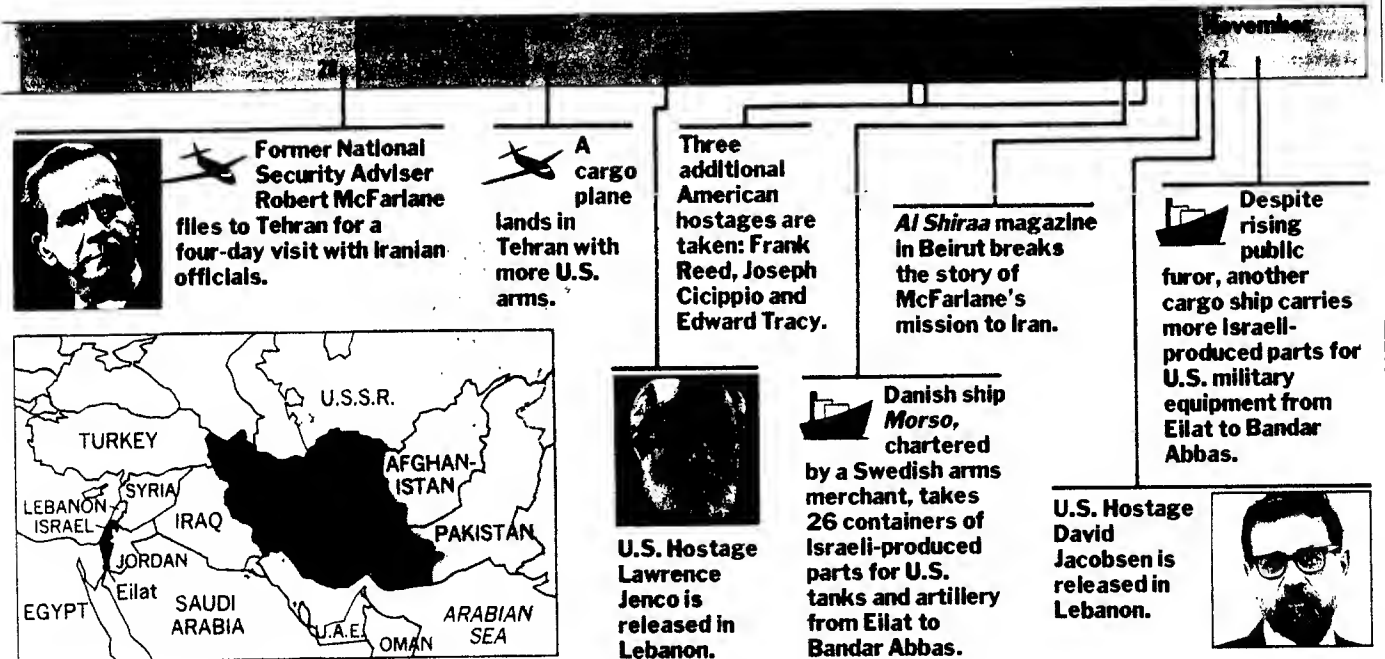 November
2
Former National
Security Adviser
Robert McFarlane
flies to Tehran for a
four-day visit with Iranian
officials.
A
cargo
plane
lands in
Tehran with
more U.S.
arms.
Three
additional
American
hostages are
taken: Frank
Reed, Joseph
Cicippio and
Edward Tracy.
Al Shiraa magazine
in Beirut breaks
the story of
McFarlane's
mission to Iran.
Despite
rising
public
furor, another
cargo ship carries
more Israeli-
produced parts for
U.S. military
equipment from
Eilat to Bandar
Abbas.
U.S.S.R.
TURKEY
AFGHAN-
ISTAN
SYRIA
LEBANON
ISRAEL
IRAQ
PAKISTAN
JORDAN
Eilat
EGYPT
SAUDI
ARABIA
U.A.E.
OMAN
ARABIAN
SEA
U.S. Hostage
Lawrence
Jenco is
released in
Lebanon.
Danish ship
Morso,
chartered
by a Swedish arms
merchant, takes
26 containers of
Israeli-produced
parts for U.S.
tanks and artillery
from Eilat to
Bandar Abbas.
U.S. Hostage
David
Jacobsen is
released in
Lebanon.